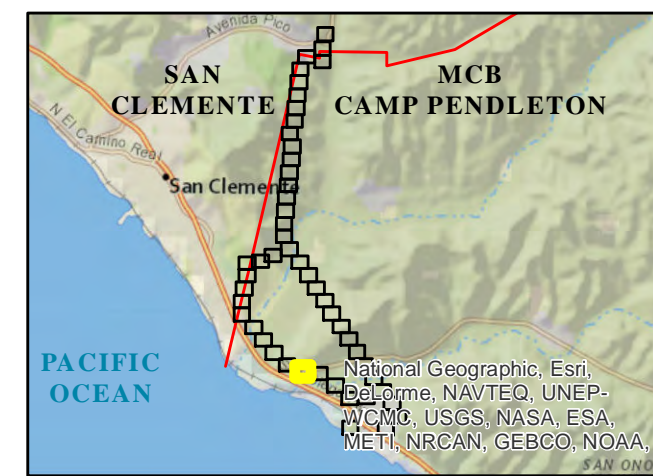 Avenida Pico
SAN
CLEMENTE
MCB
CAMP PENDLETON
N El Camino Real
San Clemente
PACIFIC
OCEAN
National Geographic, Esri,
DeLorme, NAVTEQ, UNEP-
WCMC, USGS, NASA, ESA,
METI, NRCAN, GEBCO, NOAA,
SAN ONO